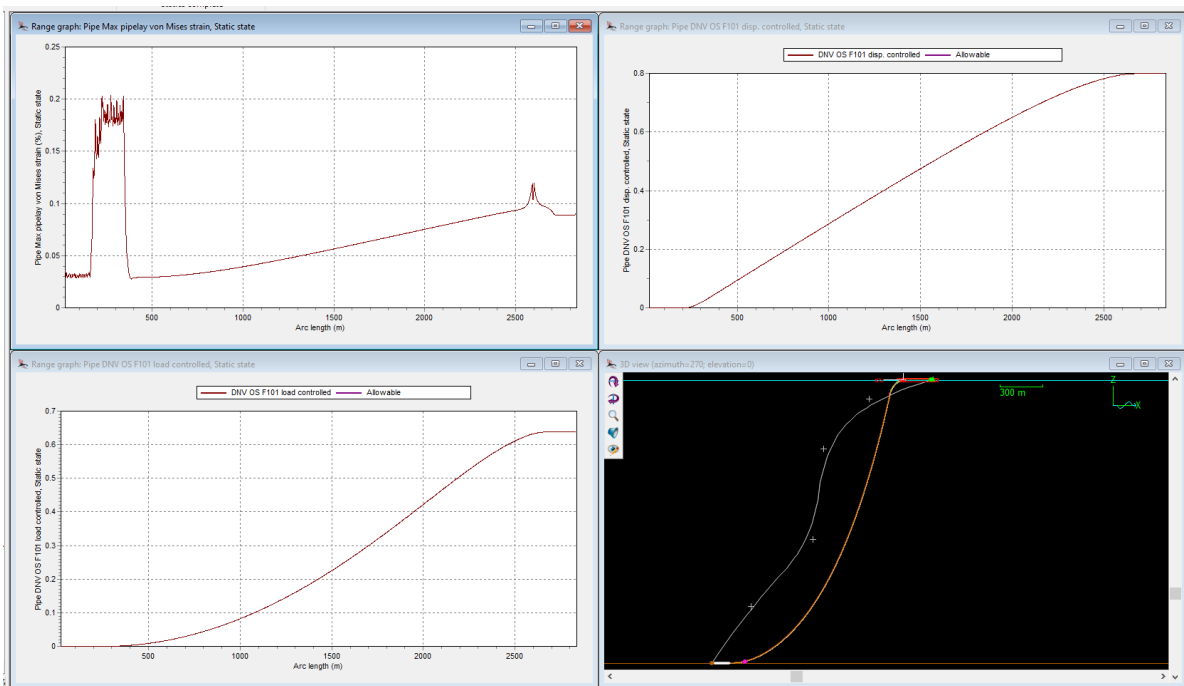 Statics complete
Range graph: Pipe Max pipelay von Mises strain, Static state
Pipe Max pipelay von Mises strain (%), Static state
0.25
0.2
0.15
0.1
0.05
0
500
1000
1500
2000
2500
Arc length (m)
Range graph: Pipe DNV OS F101 disp. controlled, Static state
DNV OS F101 disp. controlled
Allowable
Pipe DNV OS F101 disp. controlled, Static state
0.8
0.6
0.4
0.2
0
500
1000
1500
2000
2500
Arc length (m)
Range graph: Pipe DNV OS F101 load controlled, Static state
DNV OS F101 load controlled
Allowable
Pipe DNV OS F101 load controlled, Static state
0.7
0.6
0.5
0.4
0.3
0.2
0.1
0
500
1000
1500
2000
2500
Arc length (m)
3D view (azimuth=270; elevation=0)
300 m
Z
X